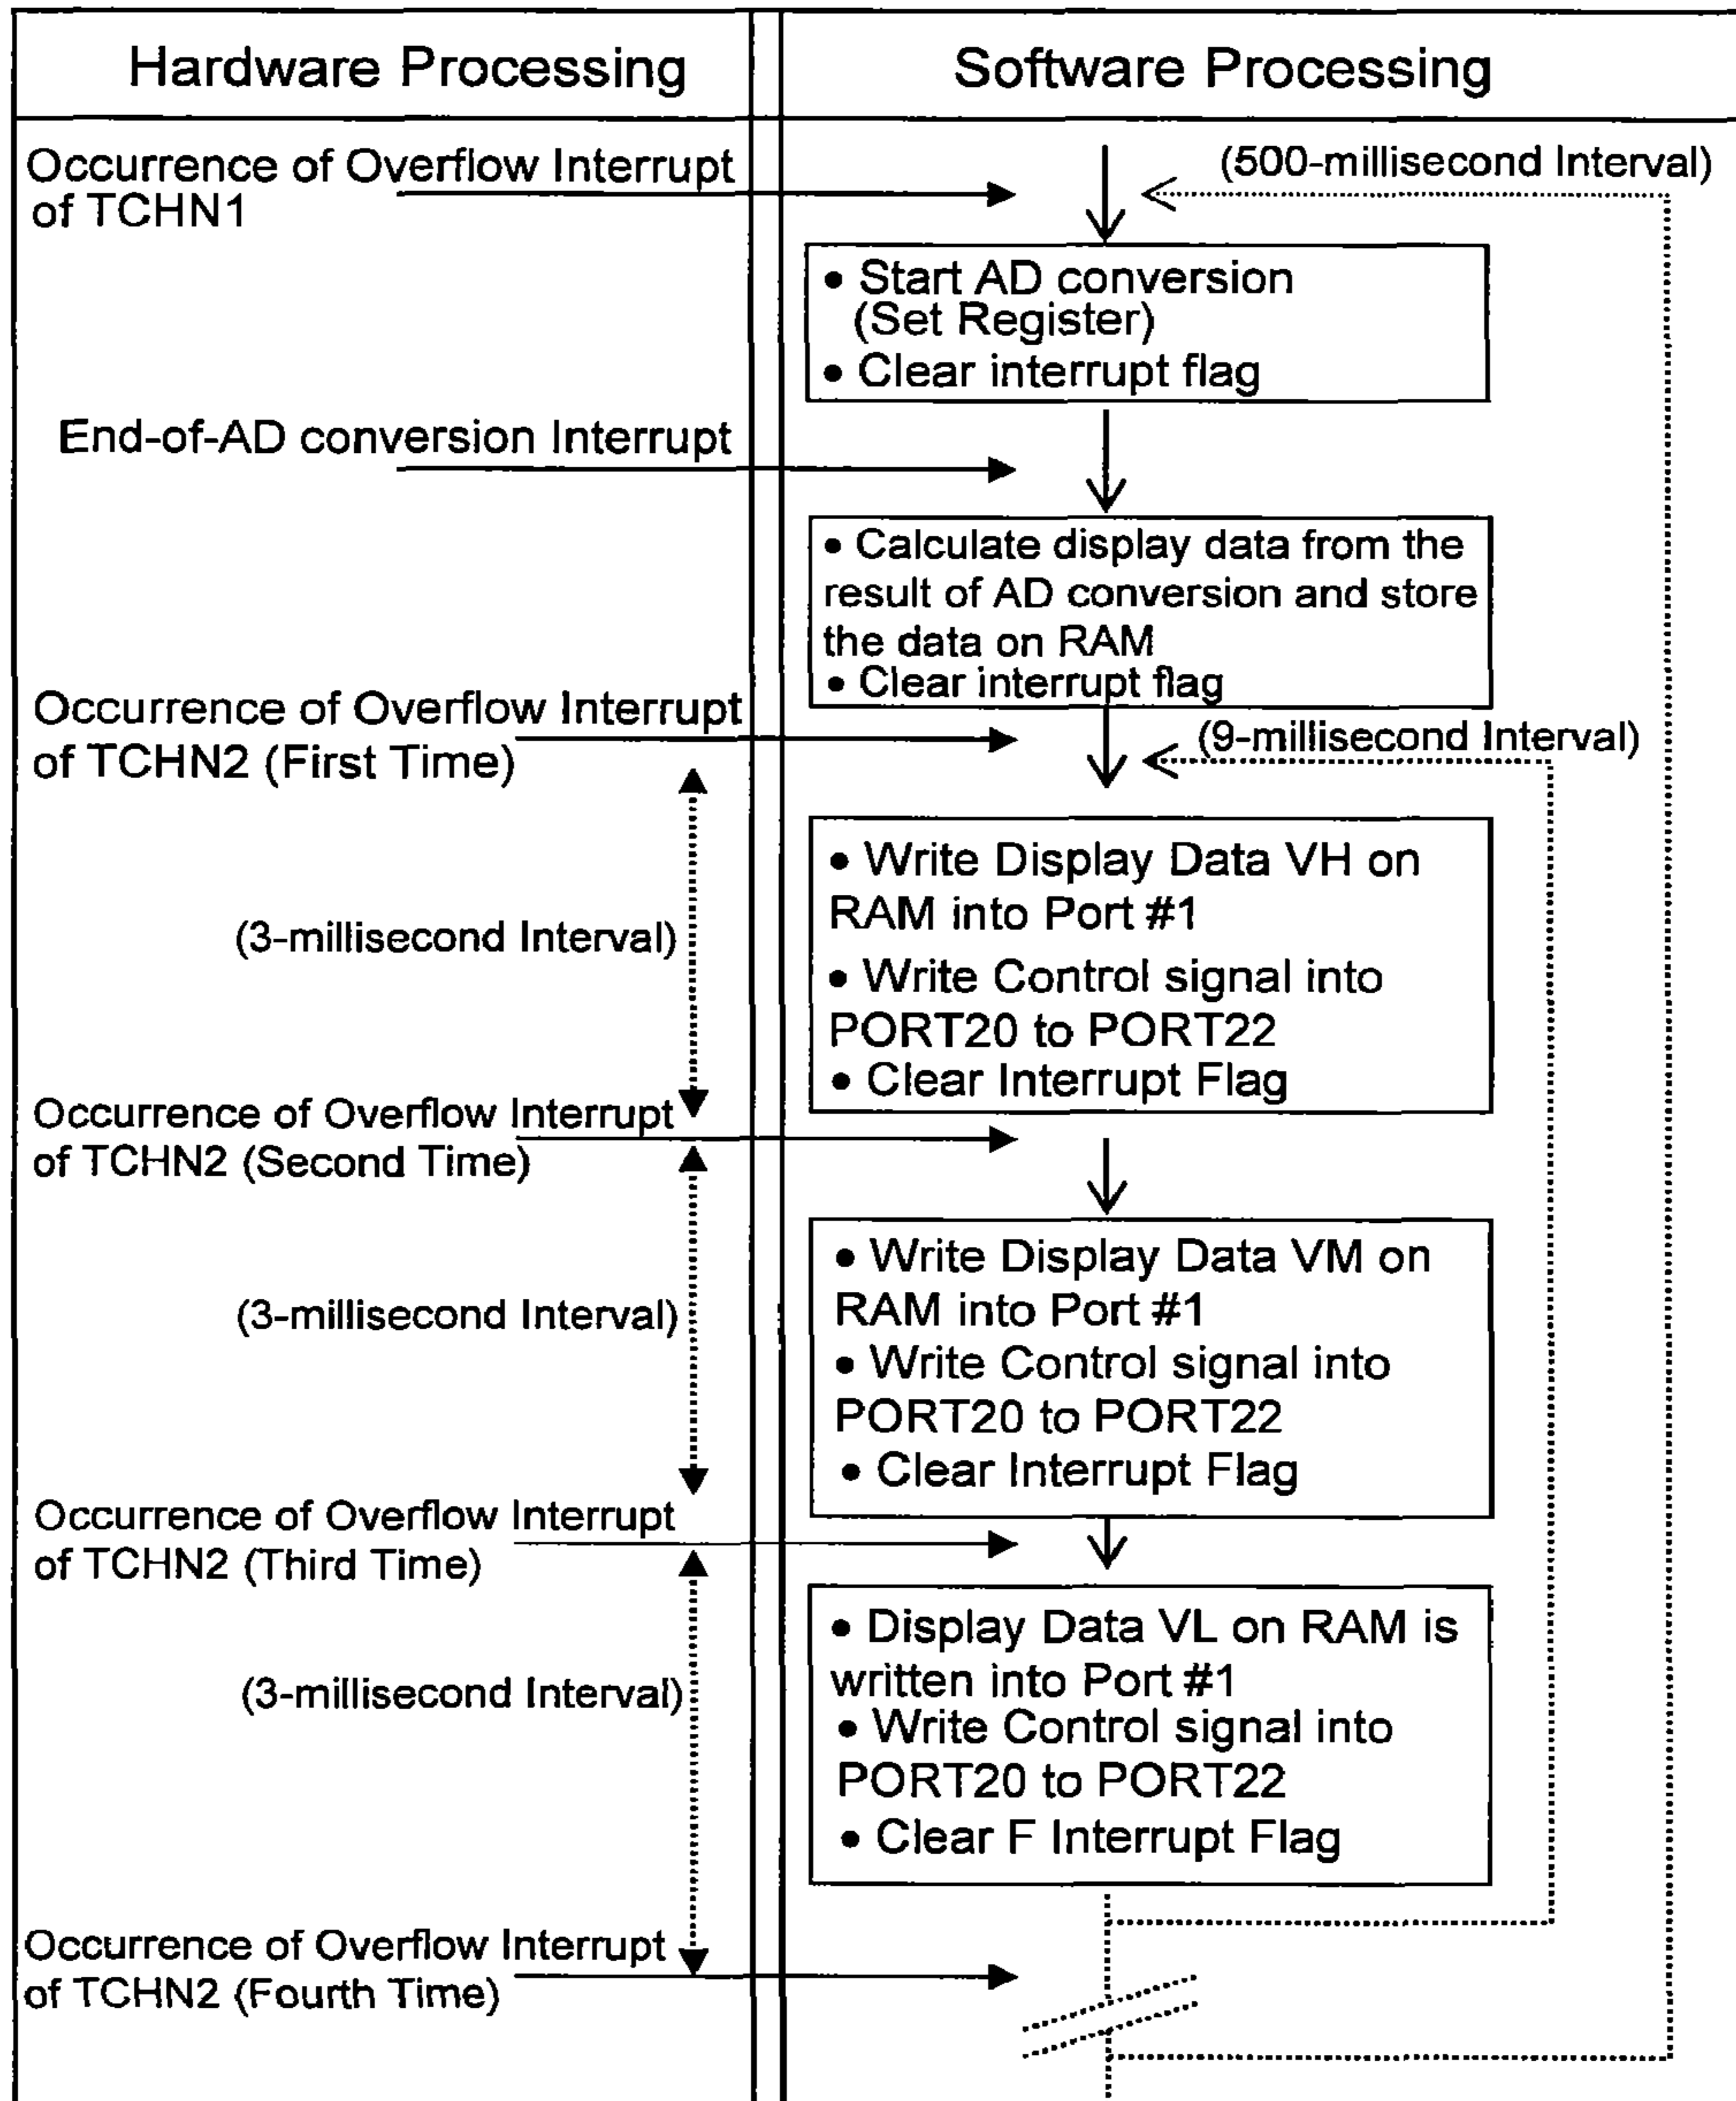 Hardware Processing
Software Processing
Occurrence of Overflow Interrupt
of TCHN1
(500-millisecond Interval)
• Start AD conversion
(Set Register)
• Clear interrupt flag
End-of-AD conversion Interrupt
• Calculate display data from the
result of AD conversion and store
the data on RAM
• Clear interrupt flag
Occurrence of Overflow Interrupt
of TCHN2 (First Time)
(9-millisecond Interval)
• Write Display Data VH on
RAM into Port #1
• Write Control signal into
PORT20 to PORT22
• Clear Interrupt Flag
(3-millisecond Interval)
Occurrence of Overflow Interrupt
of TCHN2 (Second Time)
• Write Display Data VM on
RAM into Port #1
• Write Control signal into
PORT20 to PORT22
• Clear Interrupt Flag
(3-millisecond Interval)
Occurrence of Overflow Interrupt
of TCHN2 (Third Time)
• Display Data VL on RAM is
written into Port #1
• Write Control signal into
PORT20 to PORT22
• Clear F Interrupt Flag
(3-millisecond Interval)
Occurrence of Overflow Interrupt
of TCHN2 (Fourth Time)